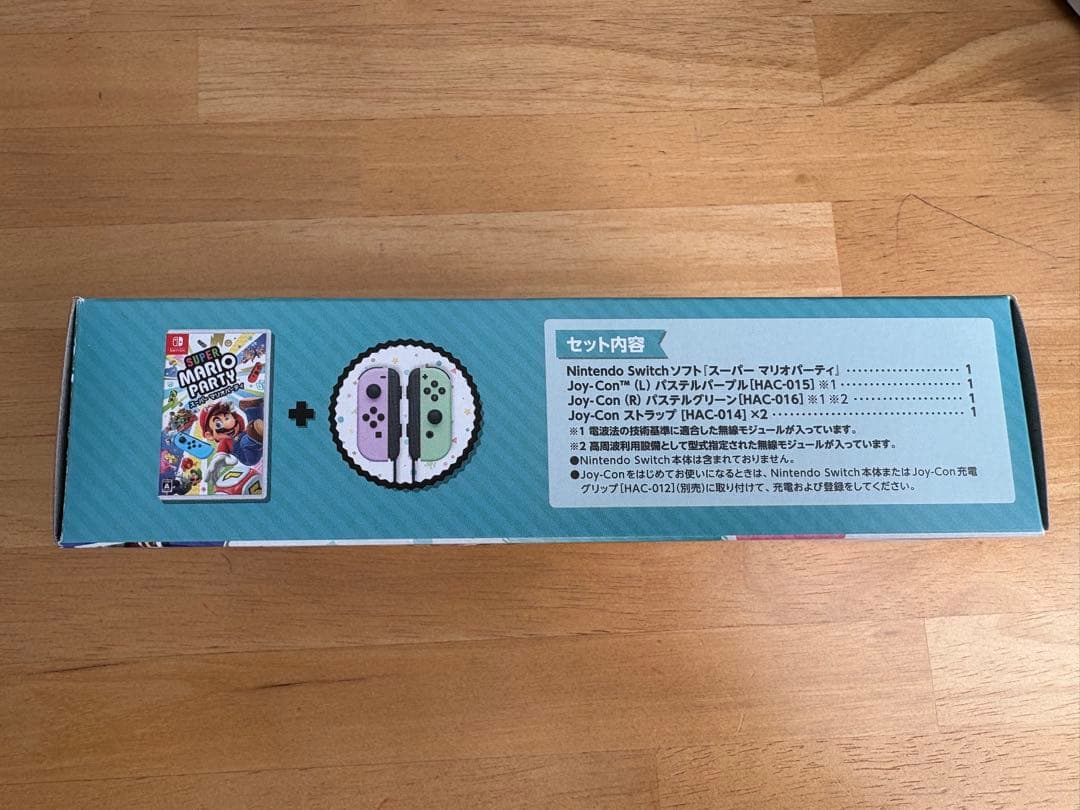 SUPER
MARIO
PARTY
スーパー マリオパーティ
A
セット内容
Nintendo Switchソフト『スーパー マリオパーティ』 ………………… 1
Joy-Con™ (L) パステルパープル[HAC-015] ※1 ………………… 1
Joy-Con (R) パステルグリーン[HAC-016] ※1 ※2 ………………… 1
Joy-Con ストラップ [HAC-014] ×2 ………………… 1
※1 電波法の技術基準に適合した無線モジュールが入っています。
※2 高周波利用設備として型式指定された無線モジュールが入っています。
●Nintendo Switch本体は含まれておりません。
●Joy-Conをはじめてお使いになるときは、Nintendo Switch本体またはJoy-Con充電
グリップ[HAC-012](別売)に取り付けて、充電および登録をしてください。